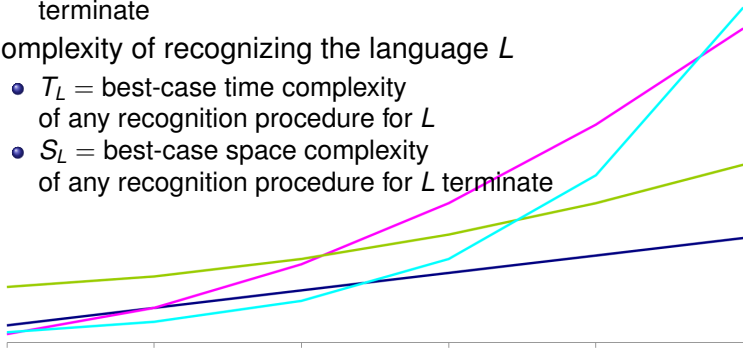 terminate
omplexity of recognizing the language L
T_L = best-case time complexity
of any recognition procedure for L
S_L = best-case space complexity
of any recognition procedure for L terminate